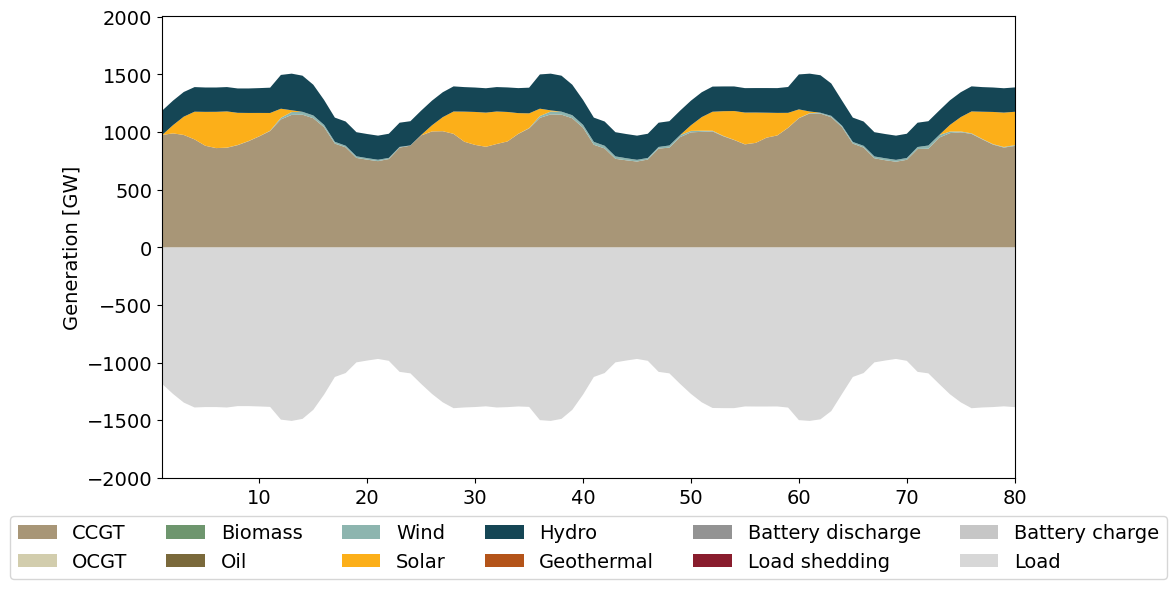 2000
1500
1000
500
0
−500
−1000
−1500
−2000
Generation [GW]
10 20 30 40 50 60 70 80
CCGT Biomass Wind Hydro Battery discharge Battery charge
OCGT Oil Solar Geothermal Load shedding Load